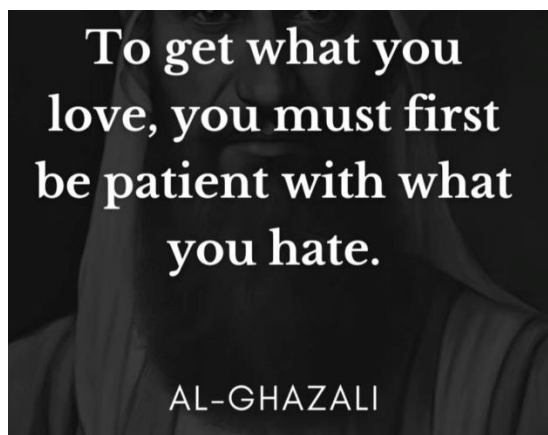 To get what you
love, you must first
be patient with what
you hate.
AL-GHAZALI